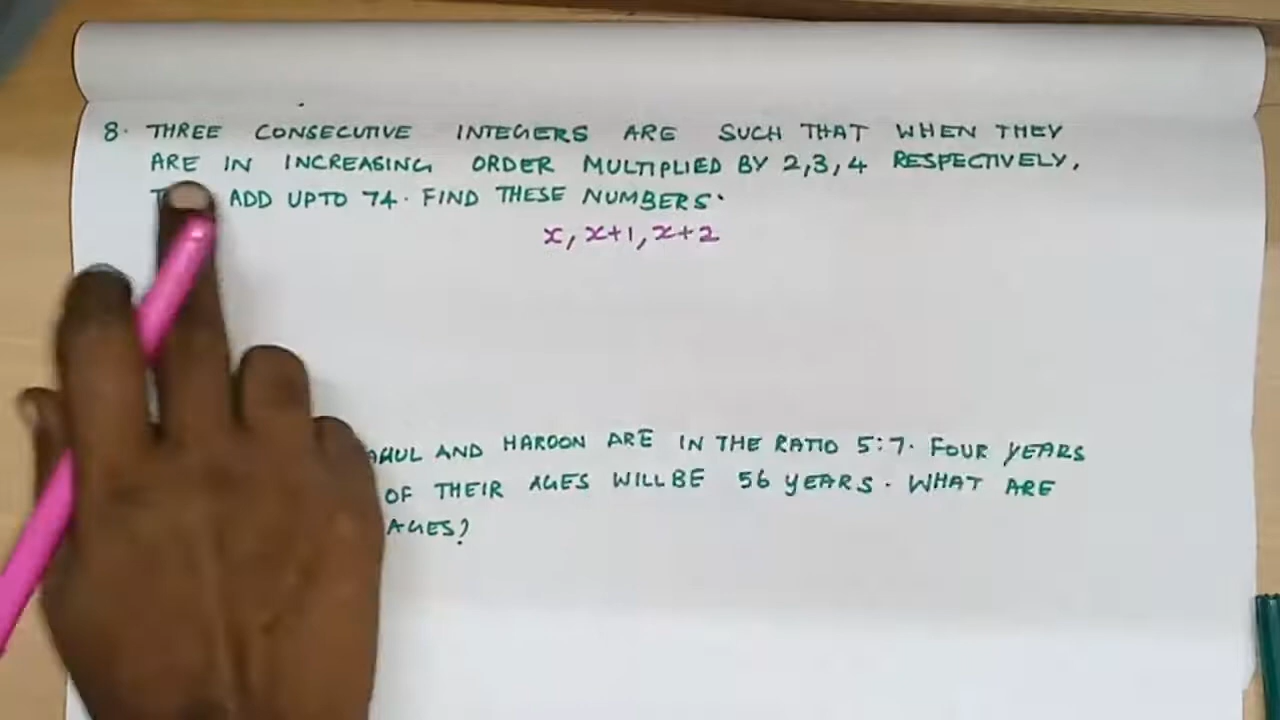 8. THREE CONSECUTIVE INTEGERS ARE SUCH THAT WHEN THEY
ARE IN INCREASING ORDER MULTIPLIED BY 2,3,4 RESPECTIVELY,
ADD UPTO 74. FIND THESE NUMBERS.
x, x+1, x+2
AND HAROON ARE IN THE RATIO 5:7. FOUR YEARS
OF THEIR AGES WILL BE 56 YEARS. WHAT ARE
AGES?